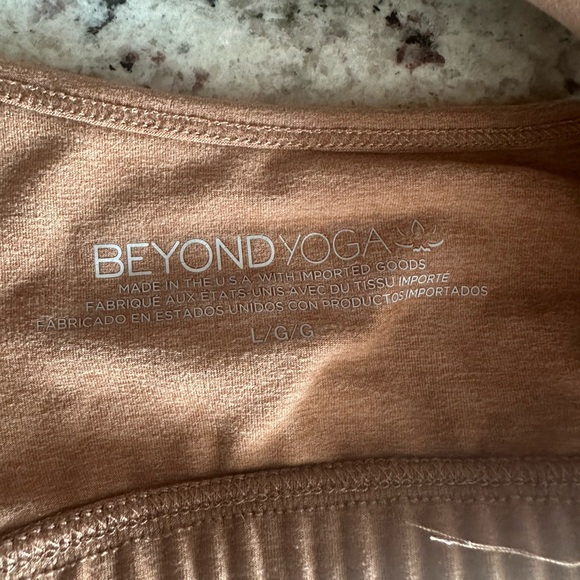 BEYOND YOGA
MADE IN THE U.S.A. WITH IMPORTED GOODS
FABRIQUÉ AUX ETATS-UNIS AVEC DU TISSU IMPORTÉ
FABRICADO EN ESTADOS-UNIDOS CON PRODUCTOS IMPORTADOS
L/G/G